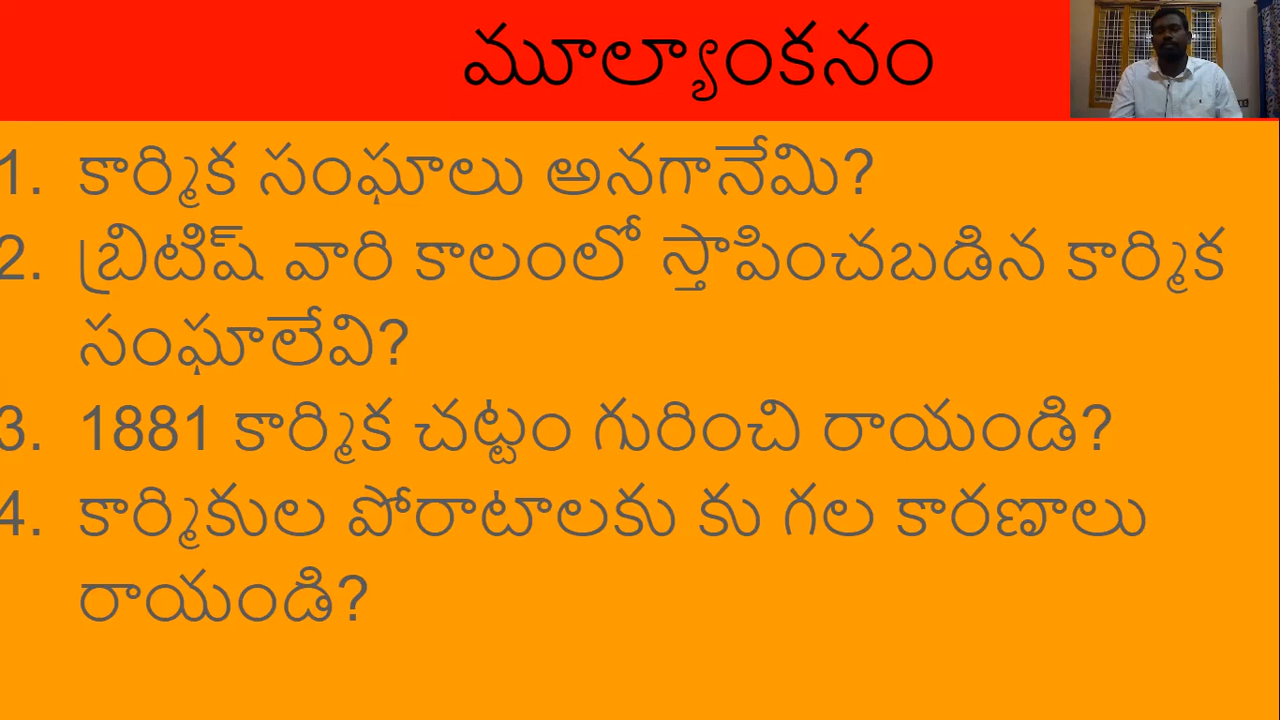 మూల్యాంకనం
1. కార్మిక సంఘాలు అనగానేమి?
2. బ్రిటిష్ వారి కాలంలో స్తాపించబడిన కార్మిక
సంఘాలేవి?
3. 1881 కార్మిక చట్టం గురించి రాయండి?
4. కార్మికుల పోరాటాలకు కు గల కారణాలు
రాయండి?